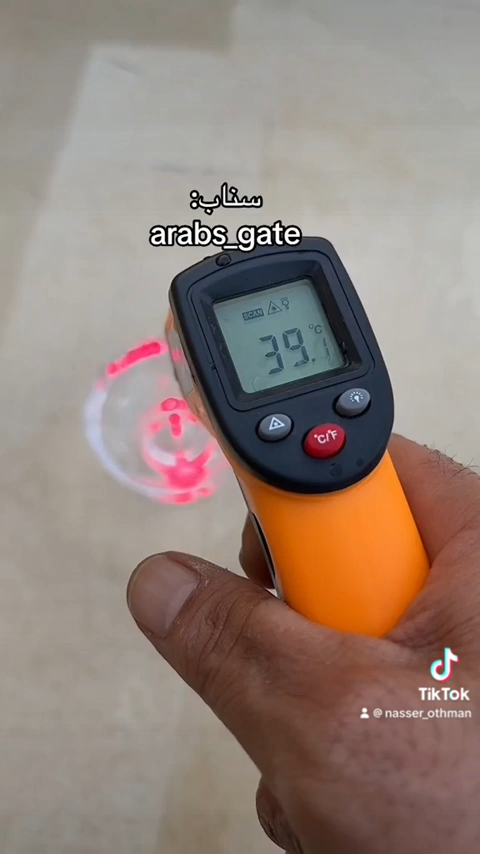 سناب:
arabs_gate
SCAN
39.1 °C
°C/°F
TikTok
@ nasser_othman